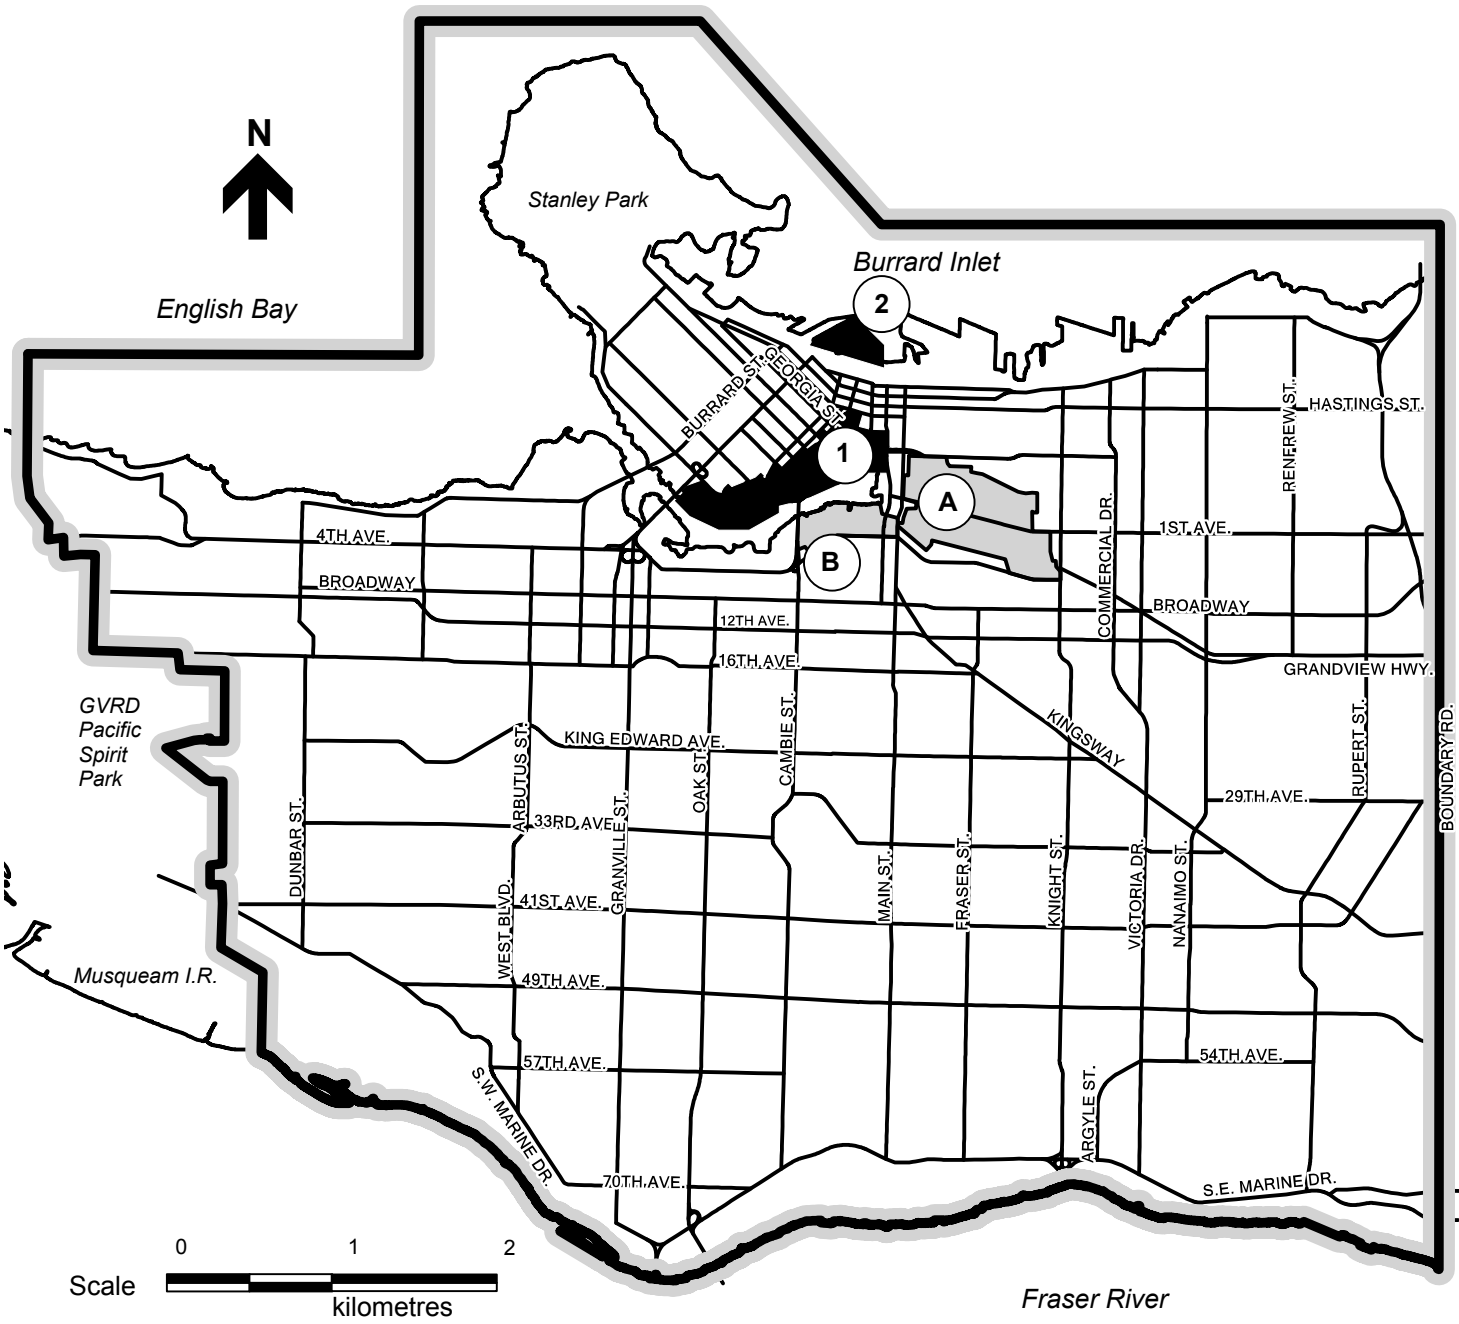 N
Stanley Park
Burrard Inlet
English Bay
2
BURRARD ST.
GEORGIA ST.
HASTINGS ST.
RENFREW ST.
1
A
COMMERCIAL DR.
1ST AVE.
4TH AVE.
B
BROADWAY
BROADWAY
12TH AVE.
16TH AVE.
GRANDVIEW HWY.
GVRD
Pacific
Spirit
Park
KING EDWARD AVE.
ARBUTUS ST.
OAK ST.
CAMBIE ST.
KINGSWAY
RUPERT ST.
BOUNDARY RD.
29TH AVE.
DUNBAR ST.
33RD AVE.
GRANVILLE ST.
MAIN ST.
FRASER ST.
KNIGHT ST.
VICTORIA DR.
NANAIMO ST.
WEST BLVD.
41ST AVE.
Musqueam I.R.
49TH AVE.
57TH AVE.
54TH AVE.
S.W. MARINE DR.
ARGYLE ST.
70TH AVE.
S.E. MARINE DR.
0 1 2
Scale
kilometres
Fraser River